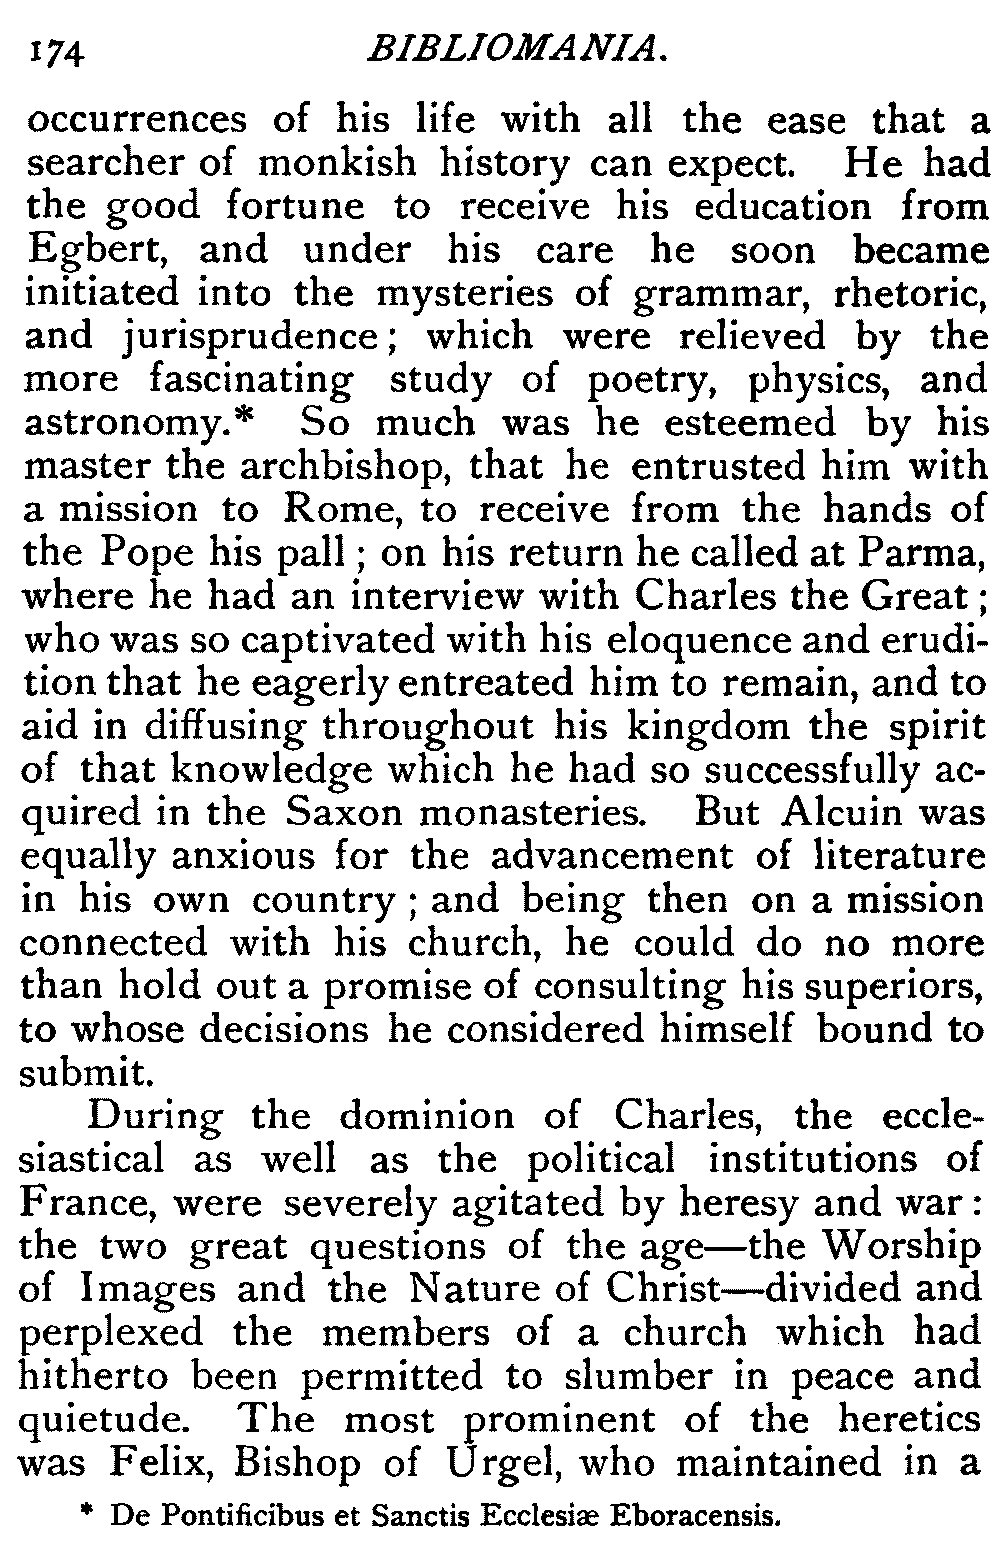 174 BIBLIOMANIA.
occurrences of his life with all the ease that a
searcher of monkish history can expect. He had
the good fortune to receive his education from
Egbert, and under his care he soon became
initiated into the mysteries of grammar, rhetoric,
and jurisprudence; which were relieved by the
more fascinating study of poetry, physics, and
astronomy.* So much was he esteemed by his
master the archbishop, that he entrusted him with
a mission to Rome, to receive from the hands of
the Pope his pall; on his return he called at Parma,
where he had an interview with Charles the Great;
who was so captivated with his eloquence and erudi-
tion that he eagerly entreated him to remain, and to
aid in diffusing throughout his kingdom the spirit
of that knowledge which he had so successfully ac-
quired in the Saxon monasteries. But Alcuin was
equally anxious for the advancement of literature
in his own country; and being then on a mission
connected with his church, he could do no more
than hold out a promise of consulting his superiors,
to whose decisions he considered himself bound to
submit.
During the dominion of Charles, the eccle-
siastical as well as the political institutions of
France, were severely agitated by heresy and war:
the two great questions of the age—the Worship
of Images and the Nature of Christ—divided and
perplexed the members of a church which had
hitherto been permitted to slumber in peace and
quietude. The most prominent of the heretics
was Felix, Bishop of Urgel, who maintained in a
* De Pontificibus et Sanctis Ecclesiæ Eboracensis.